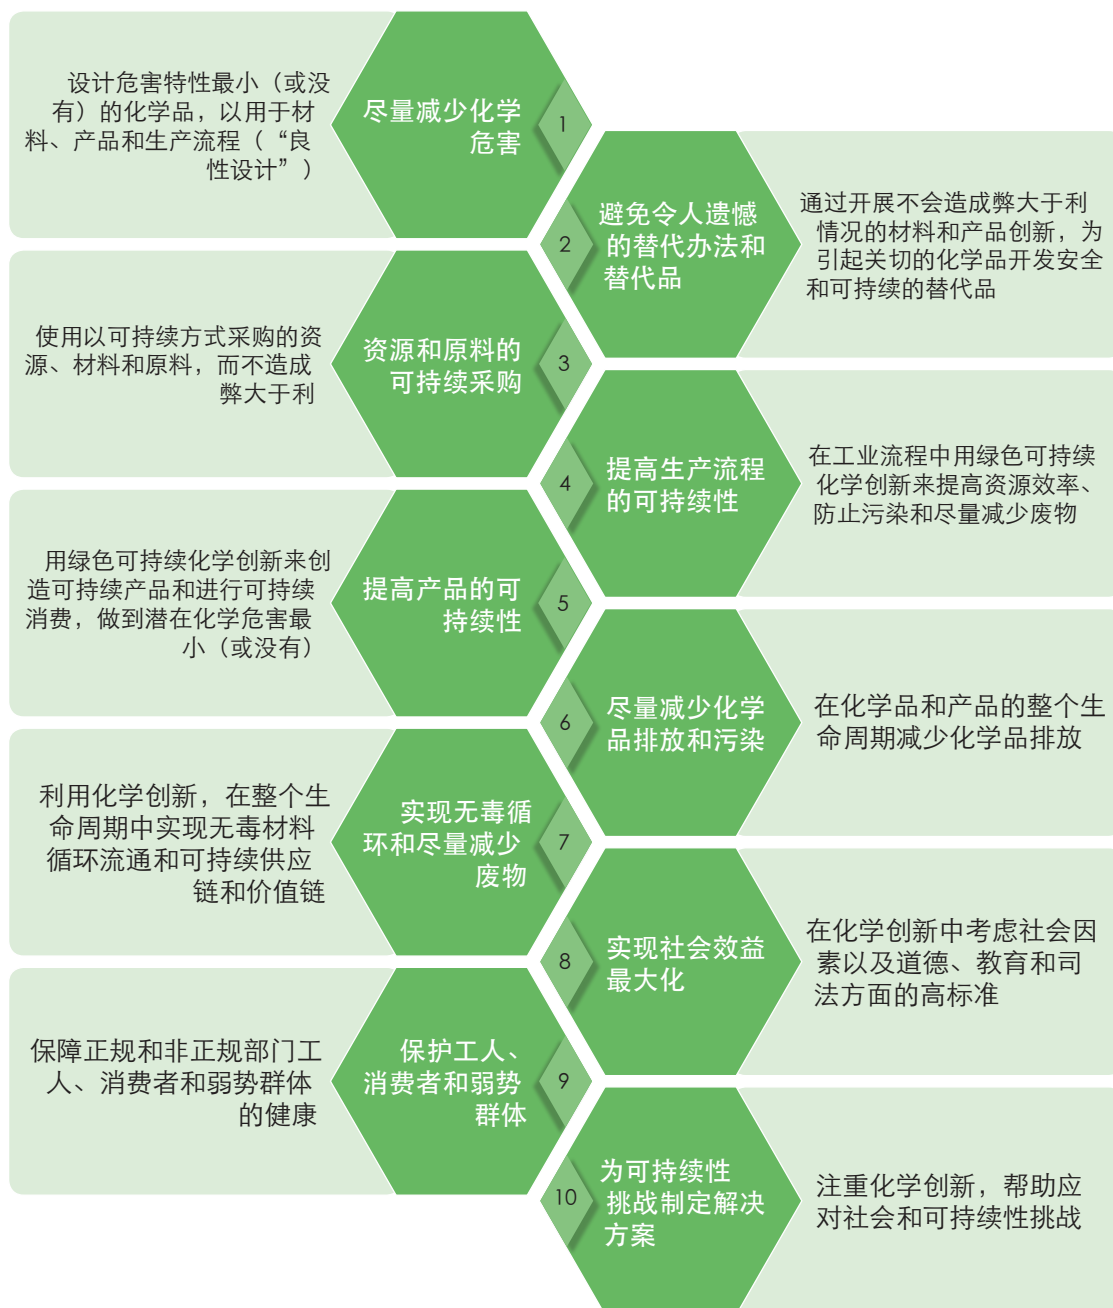 设计危害特性最小（或没
有）的化学品，以用于材
料、产品和生产流程（“良
性设计”）
尽量减少化学
危害
1
2
避免令人遗憾
的替代办法和
替代品
通过开展不会造成弊大于利
情况的材料和产品创新，为
引起关切的化学品开发安全
和可持续的替代品
使用以可持续方式采购的资
源、材料和原料，而不造成
弊大于利
资源和原料的
可持续采购
3
4
提高生产流程
的可持续性
在工业流程中用绿色可持续
化学创新来提高资源效率、
防止污染和尽量减少废物
用绿色可持续化学创新来创
造可持续产品和进行可持续
消费，做到潜在化学危害最
小（或没有）
提高产品的可
持续性
5
6
尽量减少化学
品排放和污染
在化学品和产品的整个生
命周期减少化学品排放
利用化学创新，在整个生
命周期中实现无毒材料
循环流通和可持续供应
链和价值链
实现无毒循
环和尽量减少
废物
7
8
实现社会效益
最大化
在化学创新中考虑社会因
素以及道德、教育和司
法方面的高标准
保障正规和非正规部门工
人、消费者和弱势群体
的健康
保护工人、
消费者和弱势
群体
9
10
为可持续性
挑战制定解决
方案
注重化学创新，帮助应
对社会和可持续性挑战